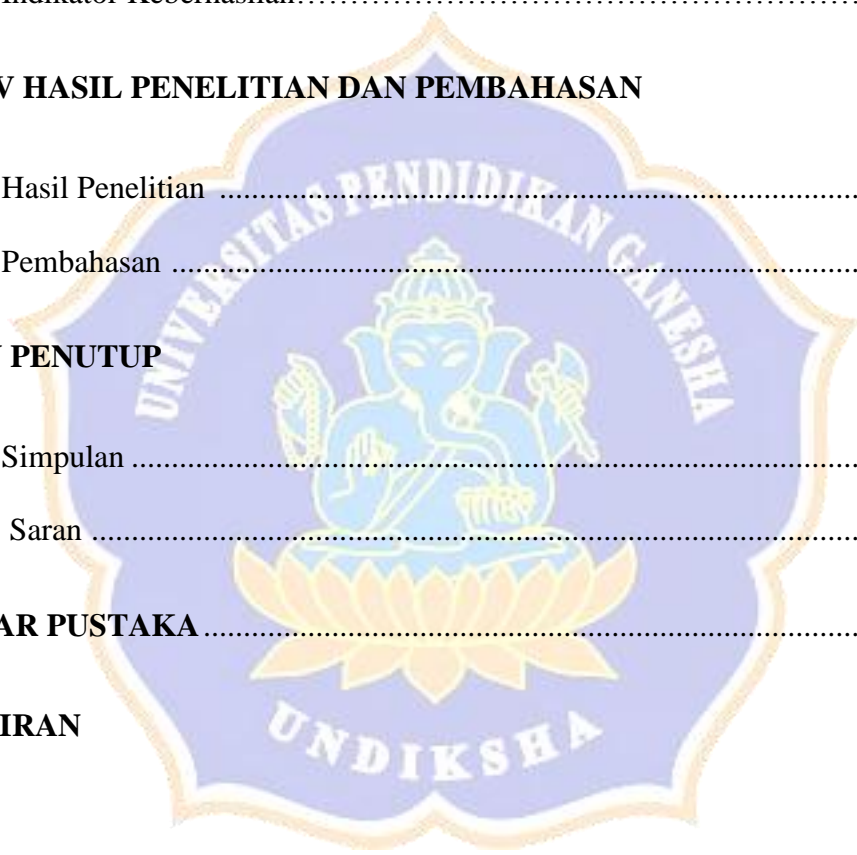 Indikator Keberhasilan……………………………………………………
V HASIL PENELITIAN DAN PEMBAHASAN
Hasil Penelitian ................................................................................
Pembahasan ......................................................................................
V PENUTUP
Simpulan ...........................................................................................
Saran ................................................................................................
AR PUSTAKA ..................................................................................
IRAN
UNIVERSITAS PENDIDIKAN GANESHA
UNDIKSHA